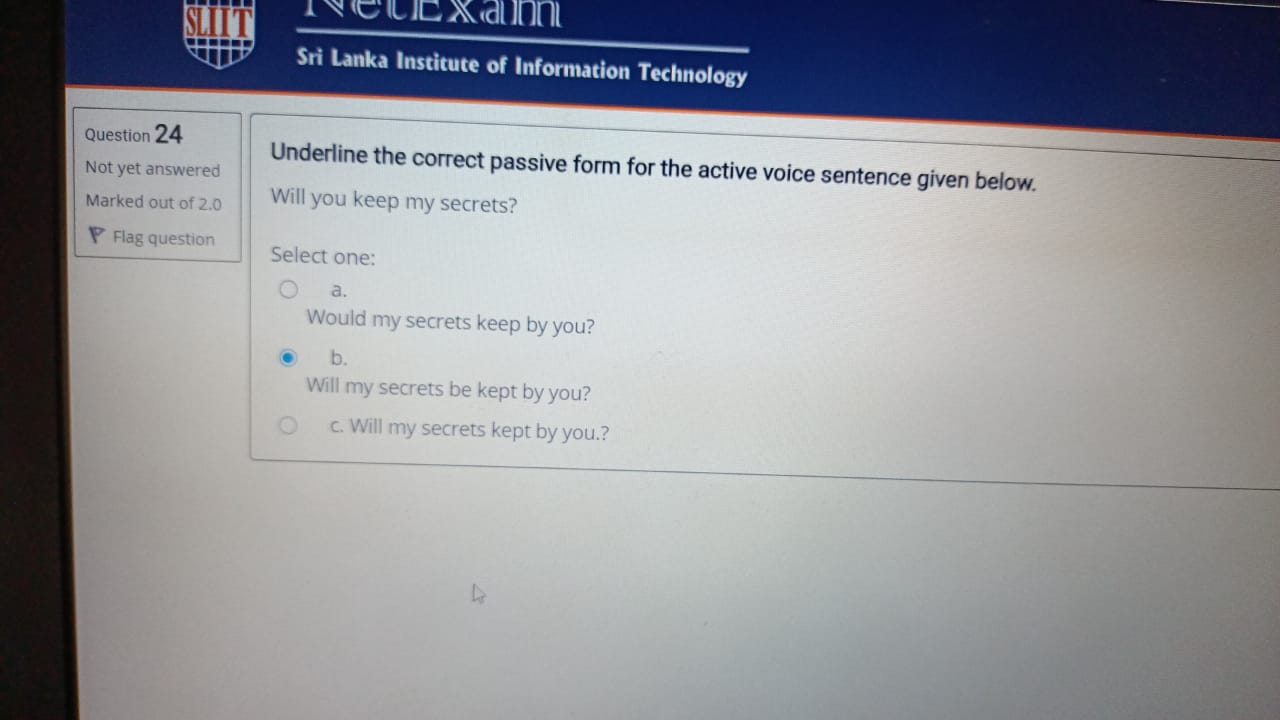 SLIIT
NetExam
Sri Lanka Institute of Information Technology
Question 24
Not yet answered
Marked out of 2.0
Flag question
Underline the correct passive form for the active voice sentence given below.
Will you keep my secrets?
Select one:
a.
Would my secrets keep by you?
b.
Will my secrets be kept by you?
c. Will my secrets kept by you.?